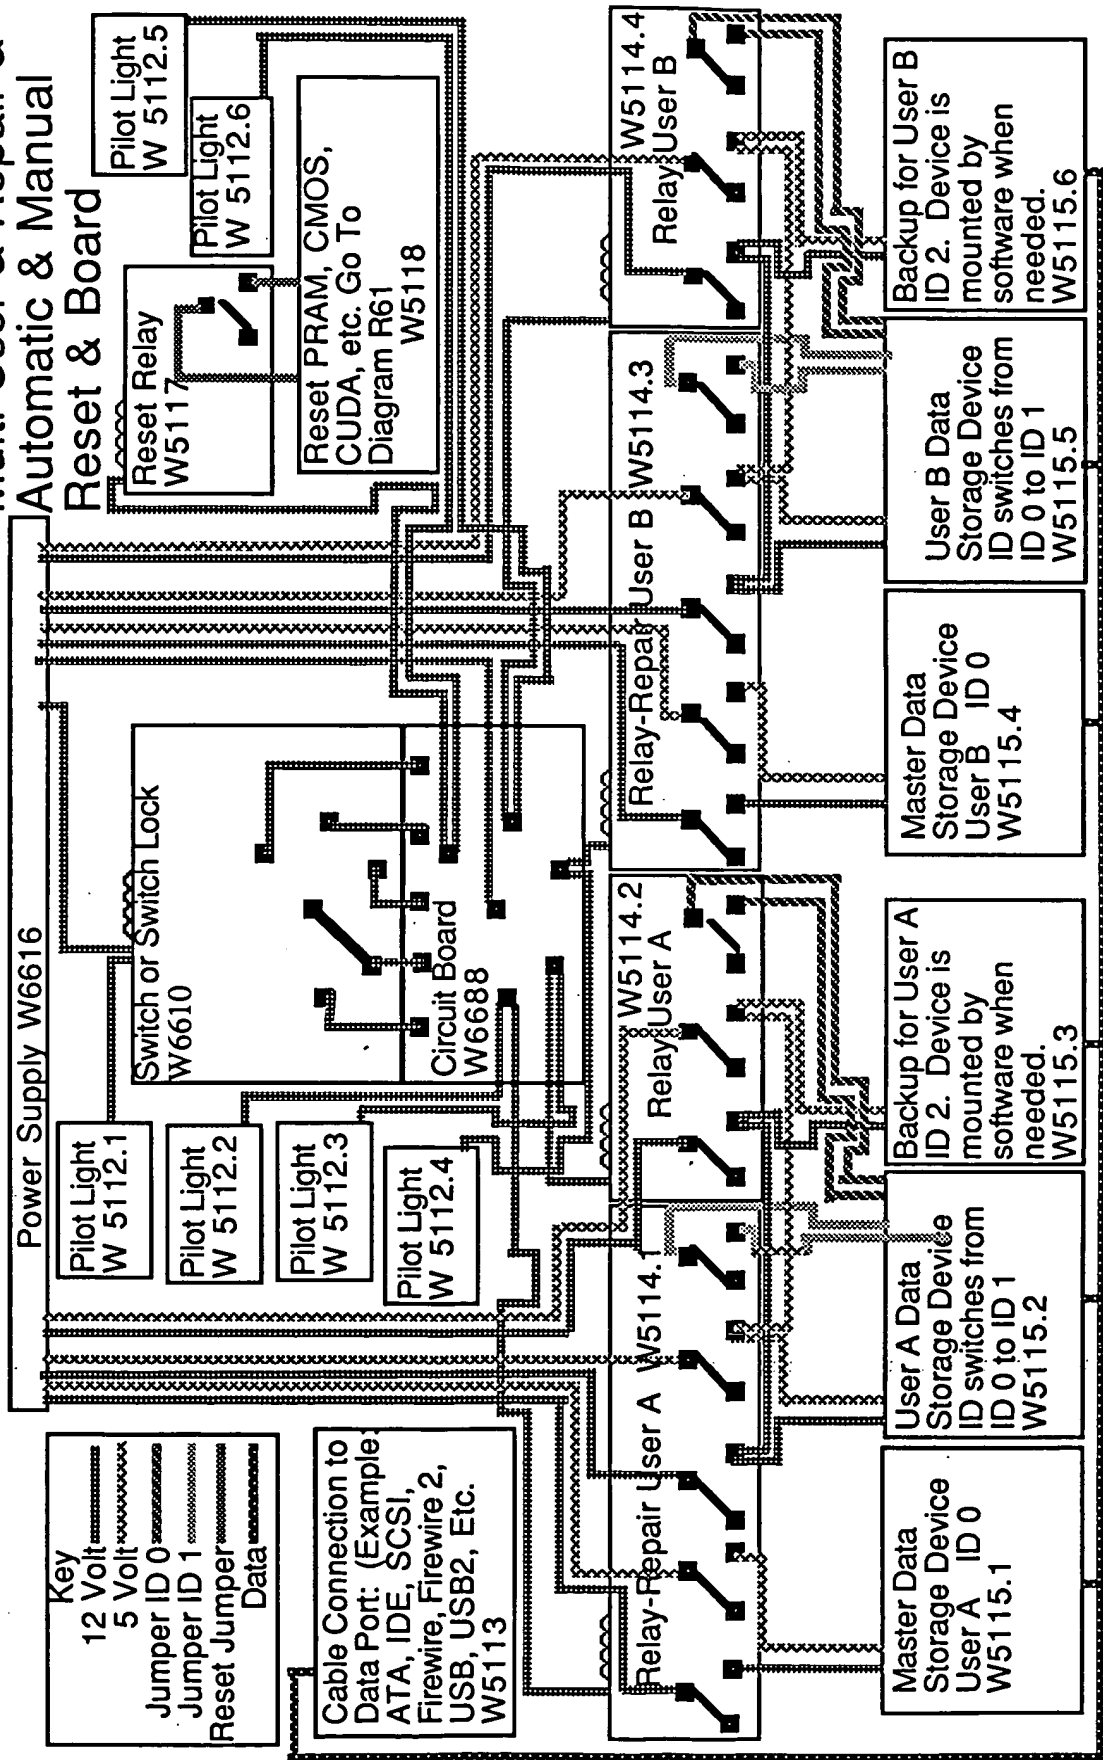 Automatic & Manual
Reset & Board
Power Supply W6616
Key
12 Volt
5 Volt
Jumper ID 0
Jumper ID 1
Reset Jumper
Data
Cable Connection to
Data Port: (Example:
ATA, IDE, SCSI,
Firewire, Firewire 2,
USB, USB2, Etc.
W5113
Pilot Light
W 5112.1
Pilot Light
W 5112.2
Pilot Light
W 5112.3
Pilot Light
W 5112.4
Switch or Switch Lock
W6610
Circuit Board
W6688
Pilot Light
W 5112.5
Pilot Light
W 5112.6
Reset Relay
W5117
Reset PRAM, CMOS,
CUDA, etc. Go To
Diagram R61
W5118
Relay-Repair User A W5114.1
W5114.2
Relay User A
Relay-Repair User B W5114.3
W5114.4
Relay User B
Master Data
Storage Device
User A ID 0
W5115.1
User A Data
Storage Device
ID switches from
ID 0 to ID 1
W5115.2
Backup for User A
ID 2. Device is
mounted by
software when
needed.
W5115.3
Master Data
Storage Device
User B ID 0
W5115.4
User B Data
Storage Device
ID switches from
ID 0 to ID 1
W5115.5
Backup for User B
ID 2. Device is
mounted by
software when
needed.
W5115.6